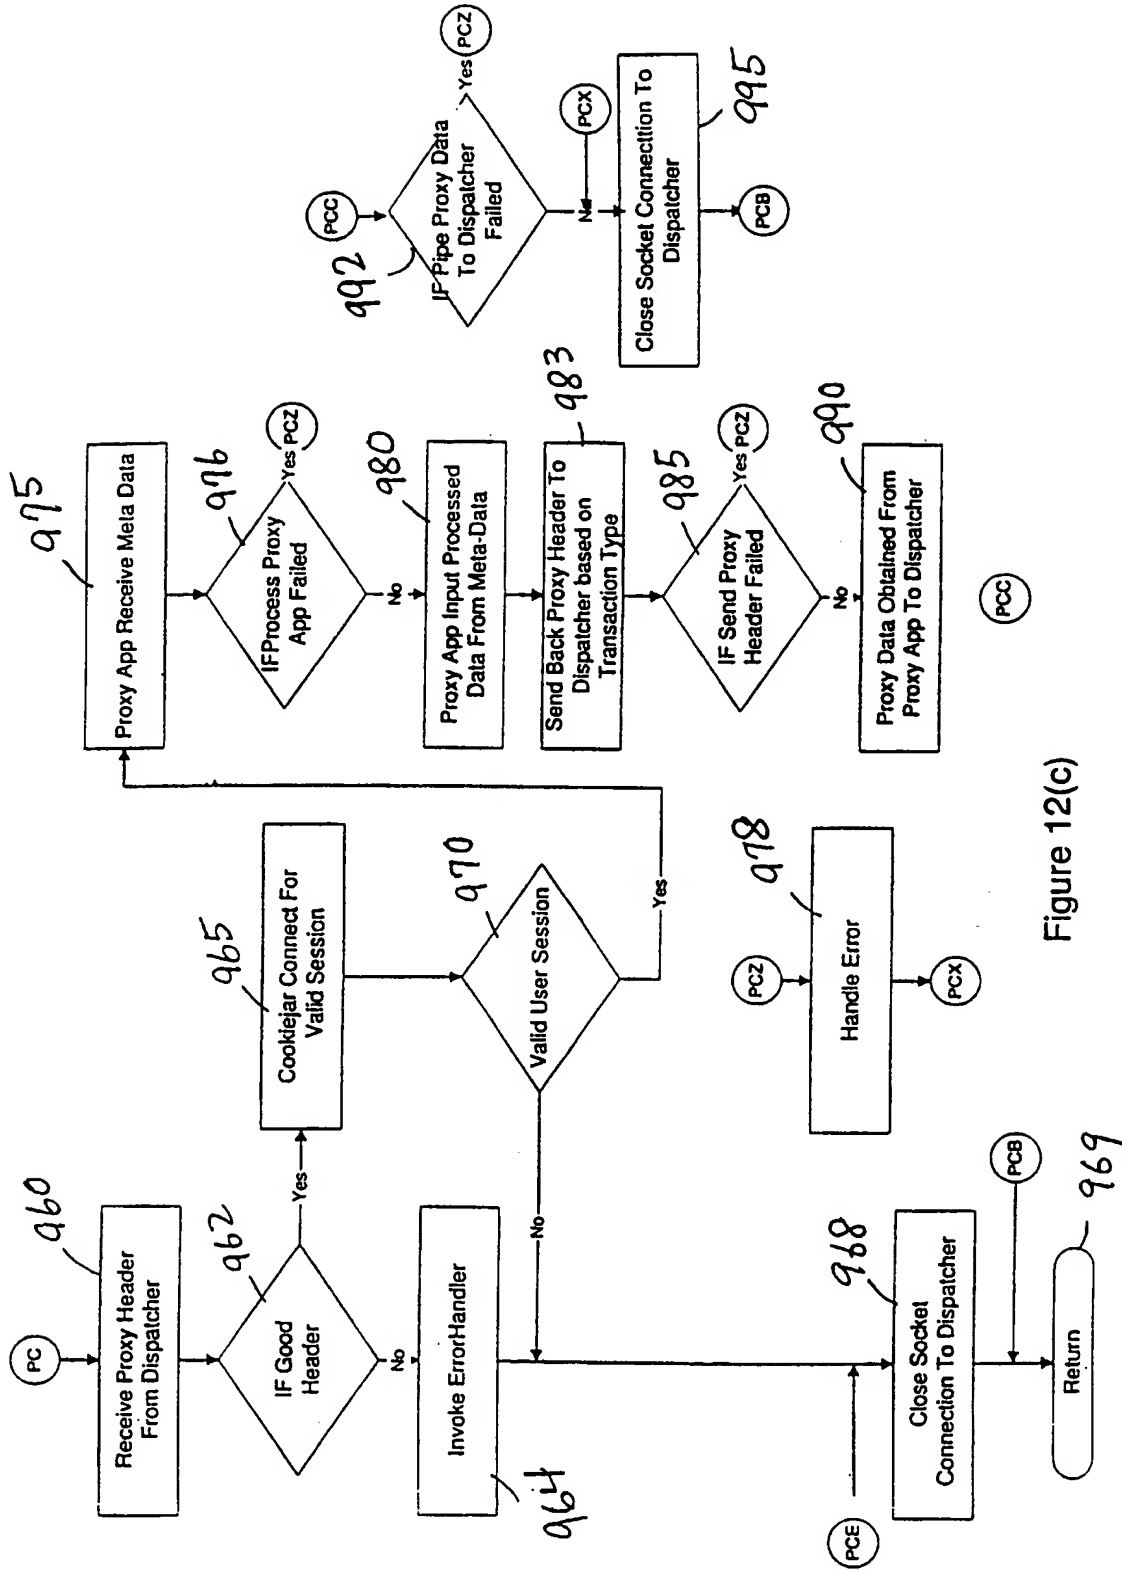 PC
960
Receive Proxy Header
From Dispatcher
962
IF Good
Header
Yes
No
Invoke ErrorHandler
964
965
Cookiejar Connect For
Valid Session
970
Valid User Session
No
Yes
PCE
968
Close Socket
Connection To Dispatcher
PCB
Return
969
975
Proxy App Receive Meta Data
976
IFProcess Proxy
App Failed
Yes
PCZ
No
980
Proxy App Input Processed
Data From Meta-Data
983
Send Back Proxy Header To
Dispatcher based on
Transaction Type
985
IF Send Proxy
Header Failed
Yes
PCZ
No
990
Proxy Data Obtained From
Proxy App To Dispatcher
PCC
PCZ
978
Handle Error
PCX
PCC
992
IF Pipe Proxy Data
To Dispatcher
Failed
Yes
PCZ
No
PCX
Close Socket Connecttion To
Dispatcher
995
PCB
Figure 12(c)